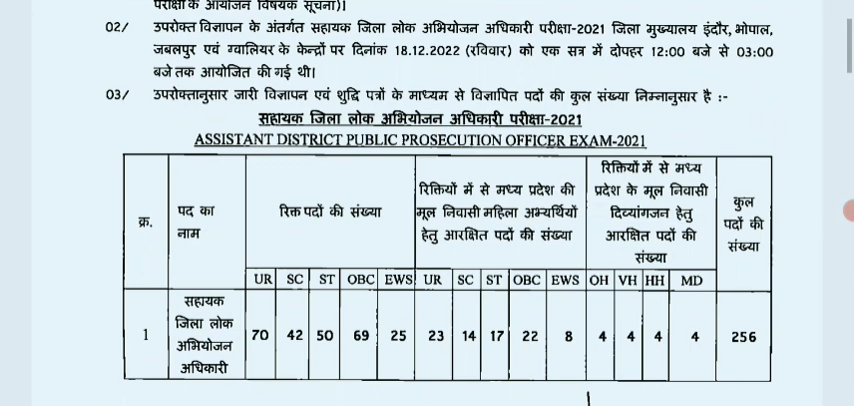 परीक्षा के आयोजन विषयक सूचना)।
02/ उपरोक्त विज्ञापन के अंतर्गत सहायक जिला लोक अभियोजन अधिकारी परीक्षा-2021 जिला मुख्यालय इंदौर, भोपाल,
जबलपुर एवं ग्वालियर के केन्द्रों पर दिनांक 18.12.2022 (रविवार) को एक सत्र में दोपहर 12:00 बजे से 03:00
बजे तक आयोजित की गई थी।
03/ उपरोक्तानुसार जारी विज्ञापन एवं शुद्धि पत्रों के माध्यम से विज्ञापित पदों की कुल संख्या निम्नानुसार है :-
सहायक जिला लोक अभियोजन अधिकारी परीक्षा-2021
ASSISTANT DISTRICT PUBLIC PROSECUTION OFFICER EXAM-2021
क्र.
पद का
नाम
रिक्त पदों की संख्या
रिक्तियों में से मध्य प्रदेश की
मूल निवासी महिला अभ्यर्थियों
हेतु आरक्षित पदों की संख्या
रिक्तियों में से मध्य
प्रदेश के मूल निवासी
दिव्यांगजन हेतु
आरक्षित पदों की
संख्या
कुल
पदों की
संख्या
UR SC ST OBC EWS UR SC ST OBC EWS OH VH HH MD
1
सहायक
जिला लोक
अभियोजन
अधिकारी
70 42 50 69 25 23 14 17 22 8 4 4 4 4 256